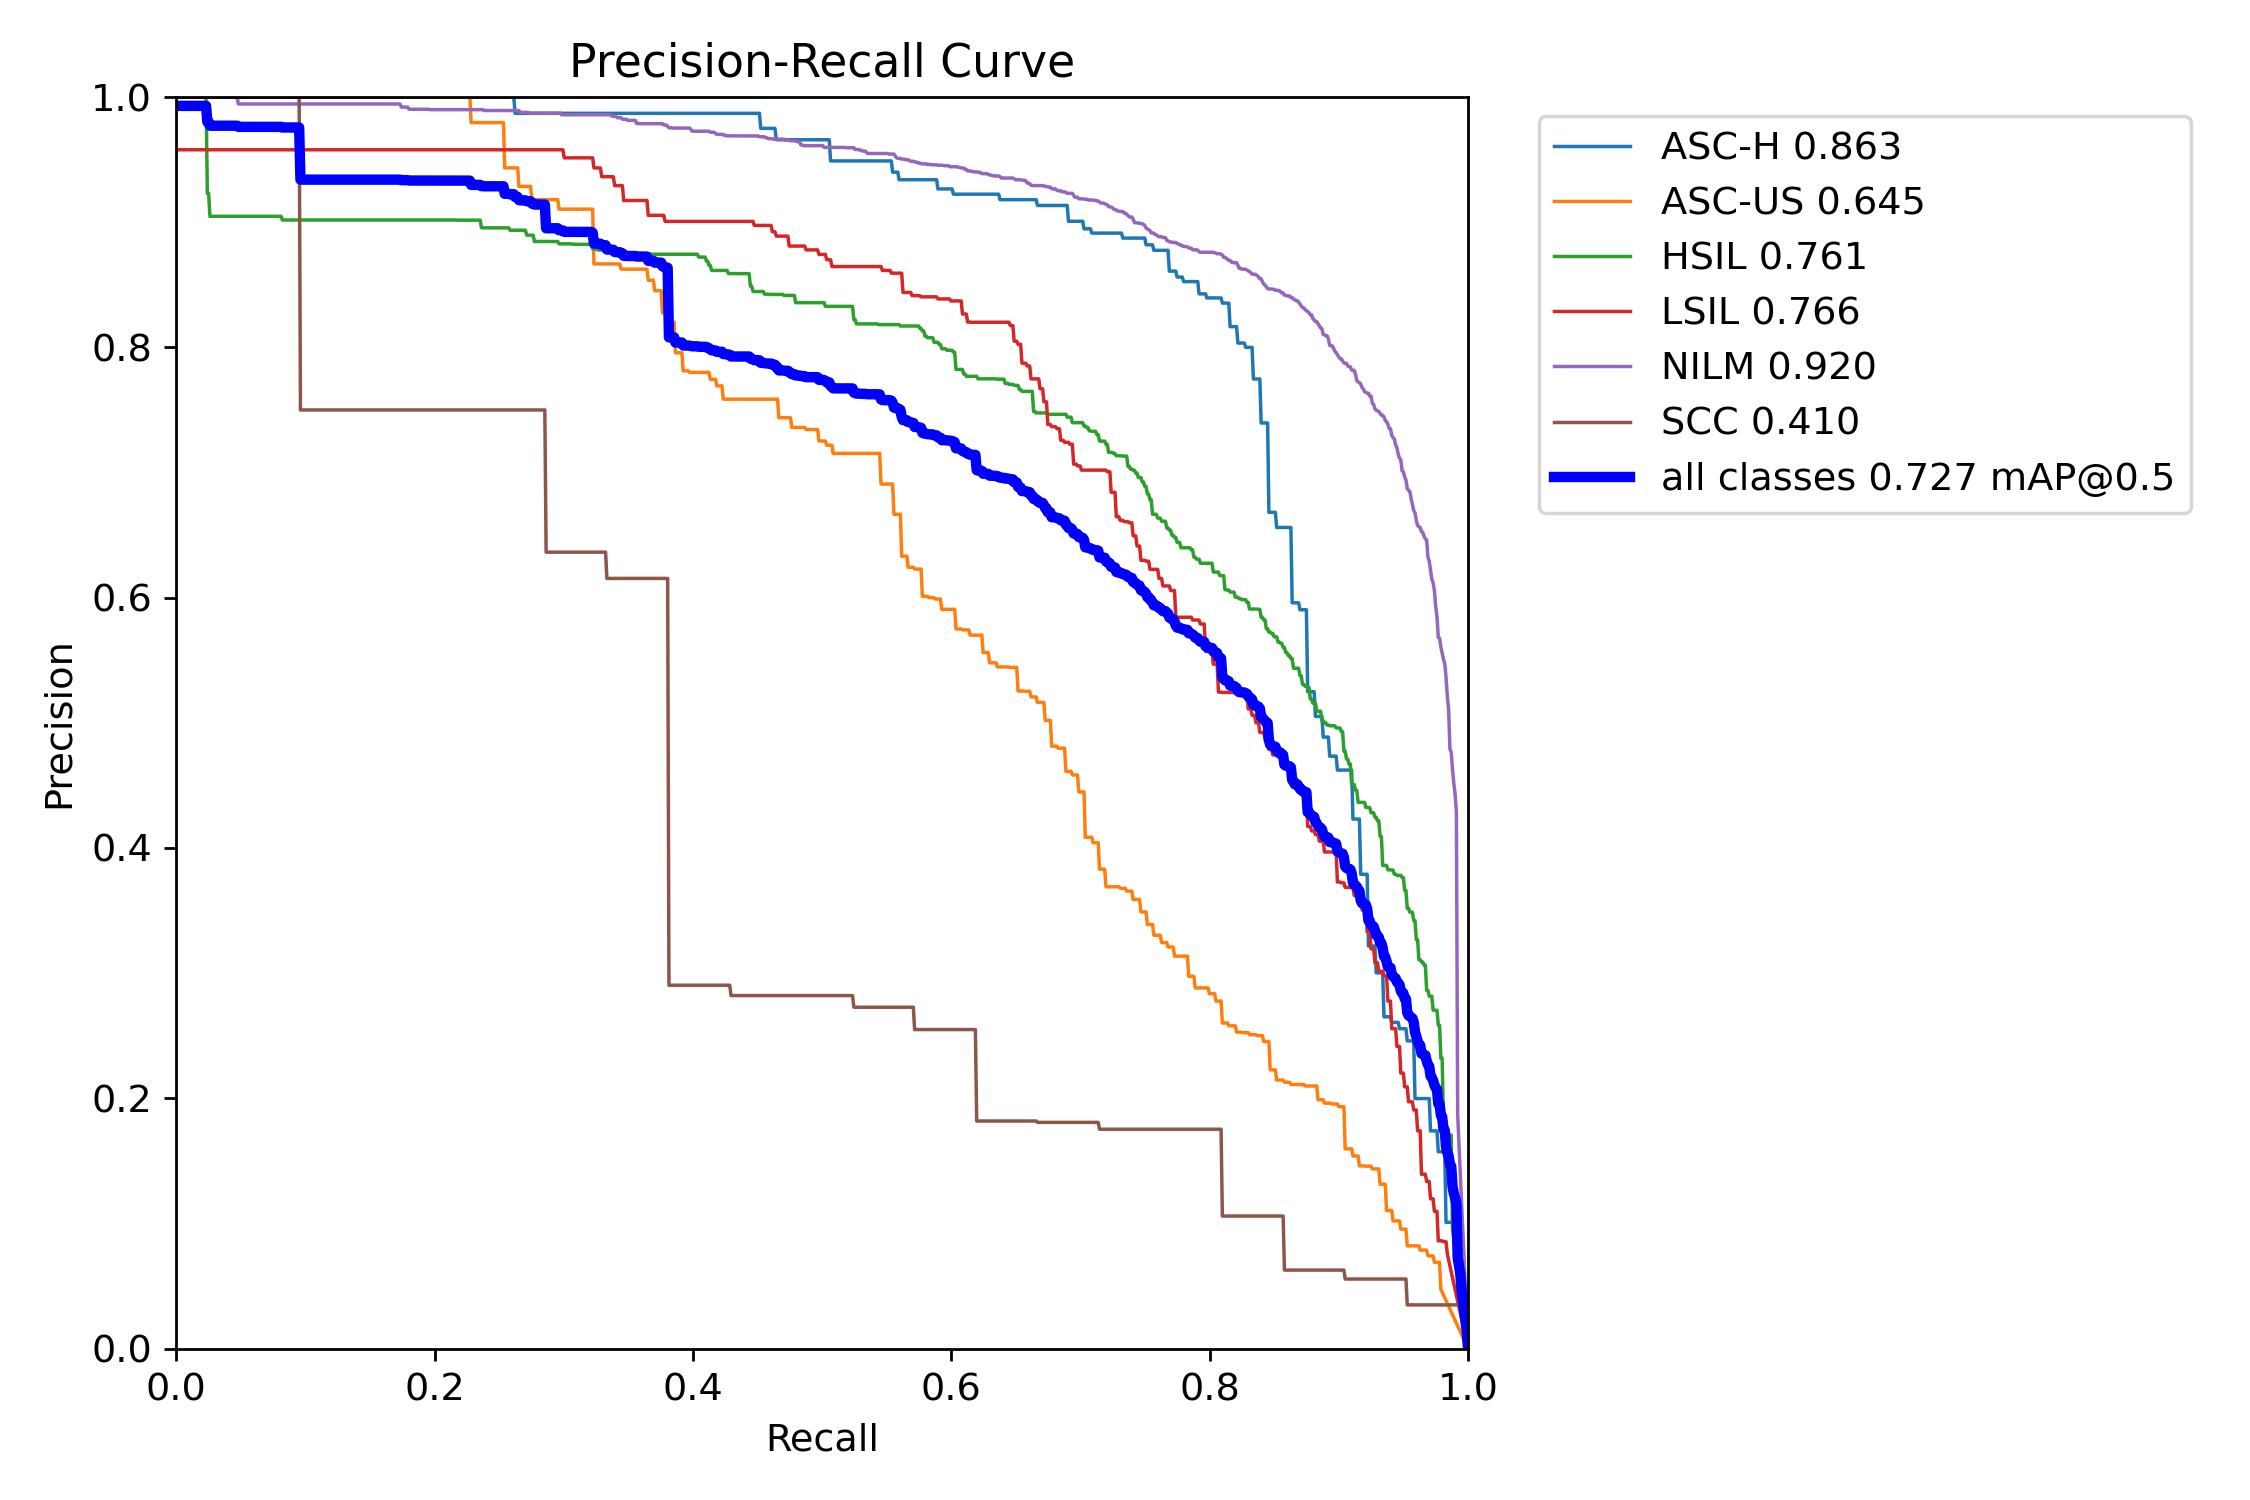 Precision-Recall Curve
1.0
0.8
0.6
0.4
0.2
0.0
Precision
0.0 0.2 0.4 0.6 0.8 1.0
Recall
ASC-H 0.863
ASC-US 0.645
HSIL 0.761
LSIL 0.766
NILM 0.920
SCC 0.410
all classes 0.727 mAP@0.5